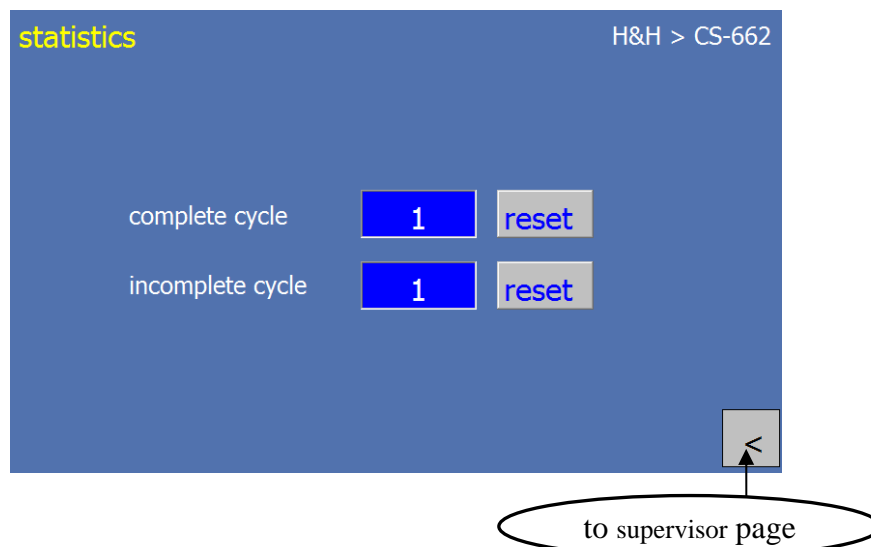 statistics H&H > CS-662
complete cycle 1 reset
incomplete cycle 1 reset
<
to supervisor page